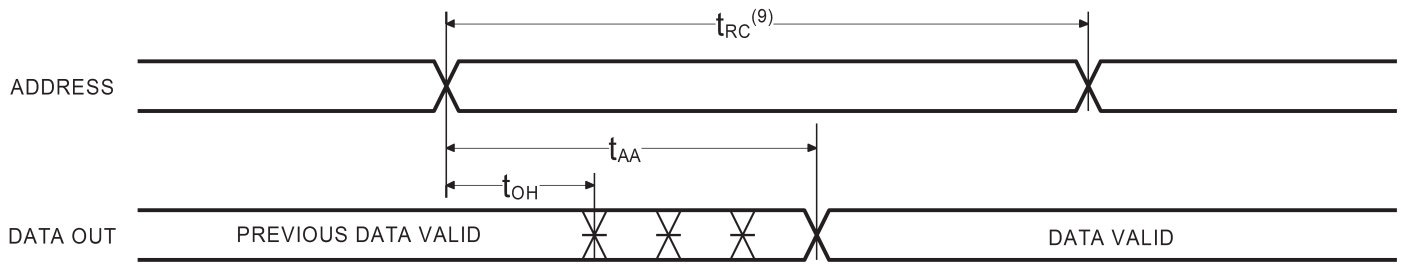 tRC(9)
ADDRESS
tAA
tOH
DATA OUT
PREVIOUS DATA VALID
DATA VALID